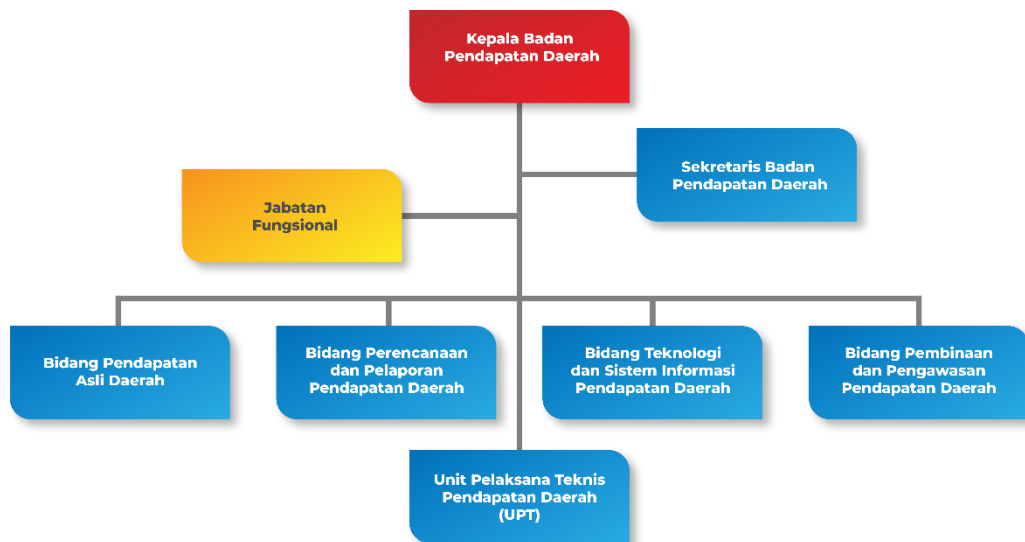 Kepala Badan
Pendapatan Daerah
Sekretaris Badan
Pendapatan Daerah
Jabatan
Fungsional
Bidang Pendapatan
Asli Daerah
Bidang Perencanaan
dan Pelaporan
Pendapatan Daerah
Bidang Teknologi
dan Sistem Informasi
Pendapatan Daerah
Bidang Pembinaan
dan Pengawasan
Pendapatan Daerah
Unit Pelaksana Teknis
Pendapatan Daerah
(UPT)